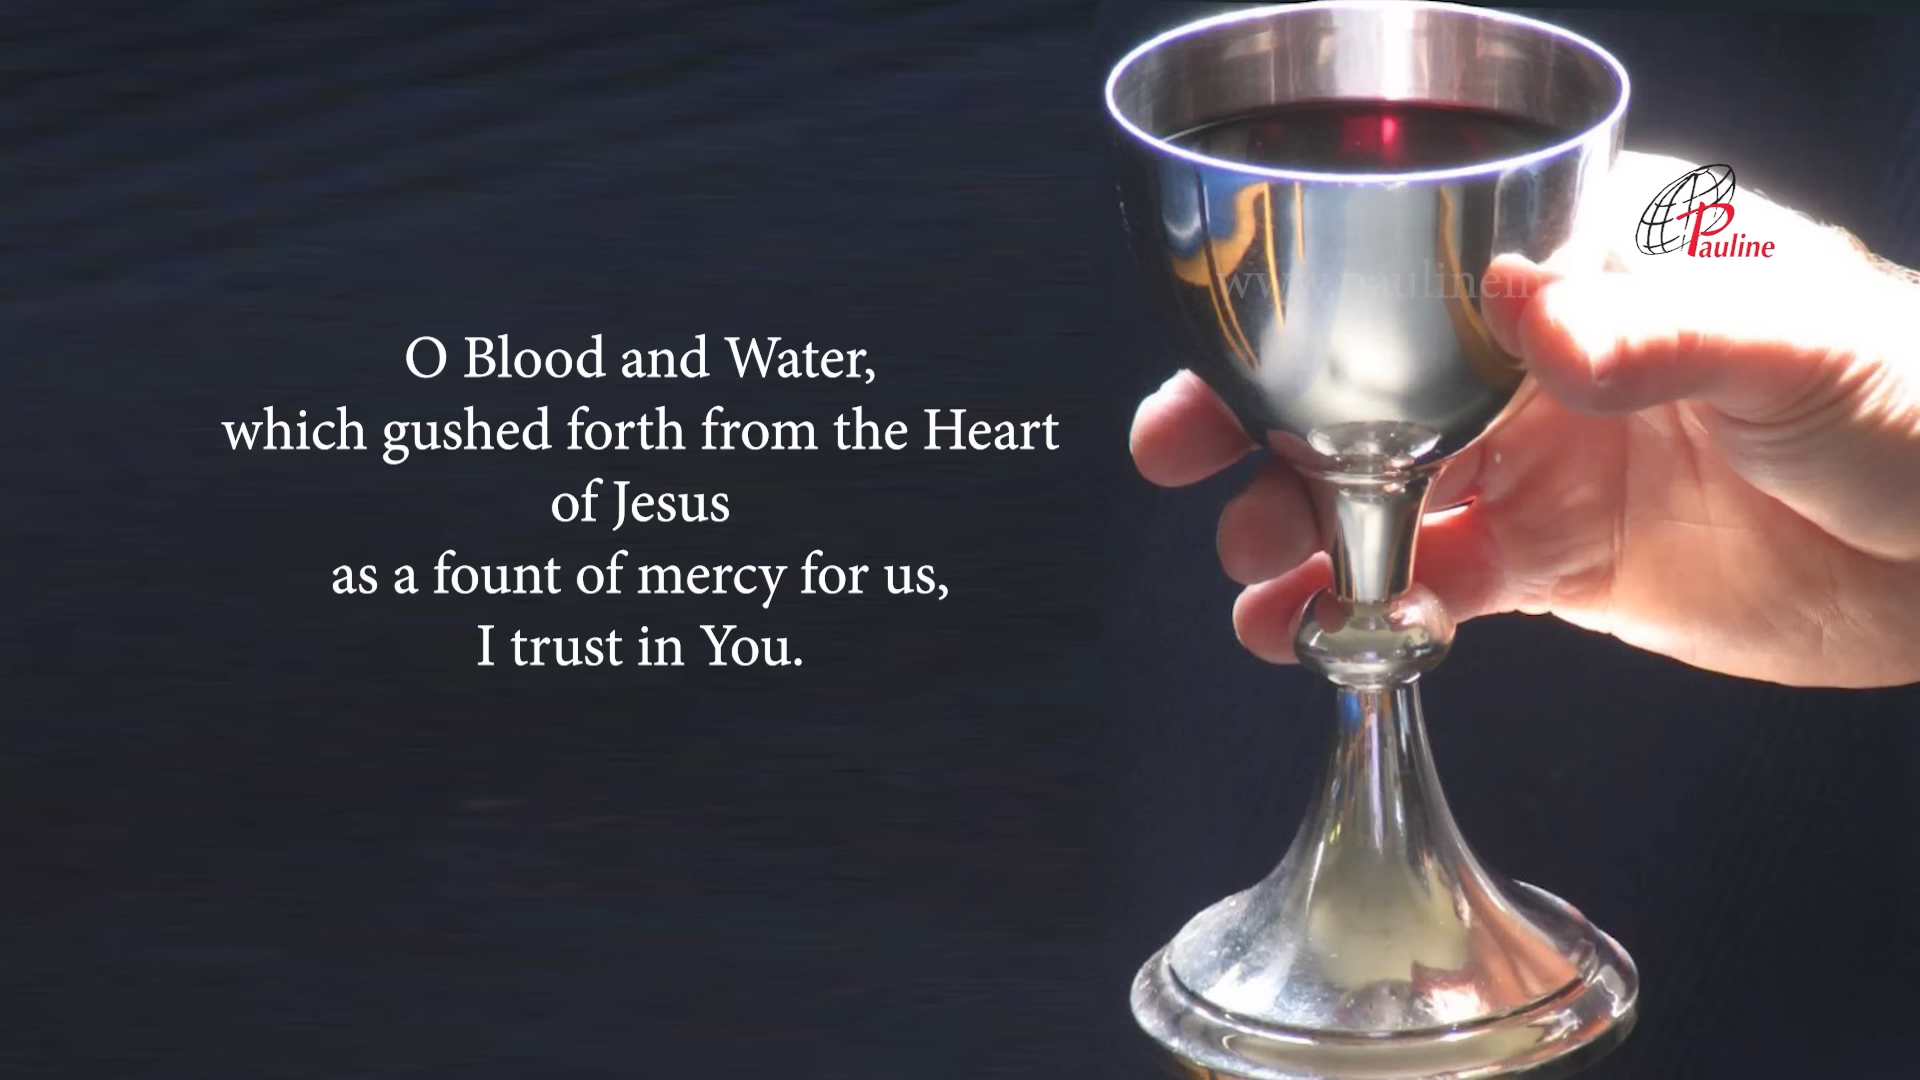 O Blood and Water,
which gushed forth from the Heart
of Jesus
as a fount of mercy for us,
I trust in You.
Pauline